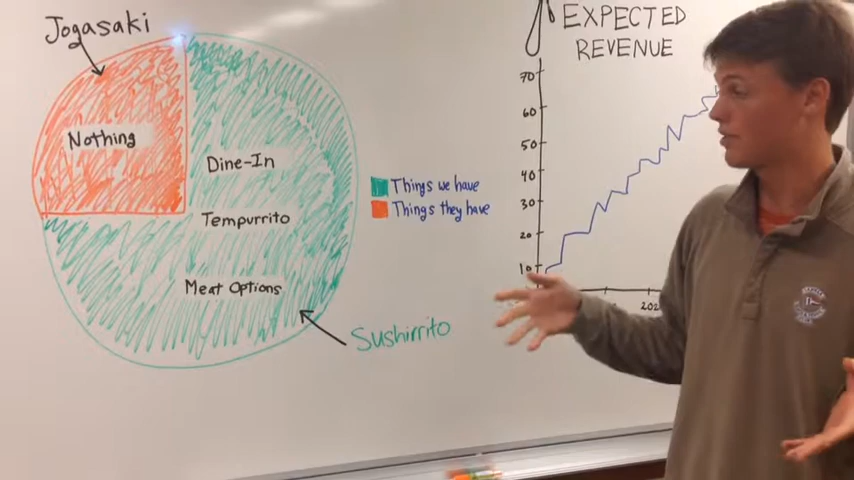 Jogasaki
Nothing
Dine-In
Tempurrito
Meat Options
Sushirrito
Things we have
Things they have
EXPECTED
REVENUE
70
60
50
40
30
20
10